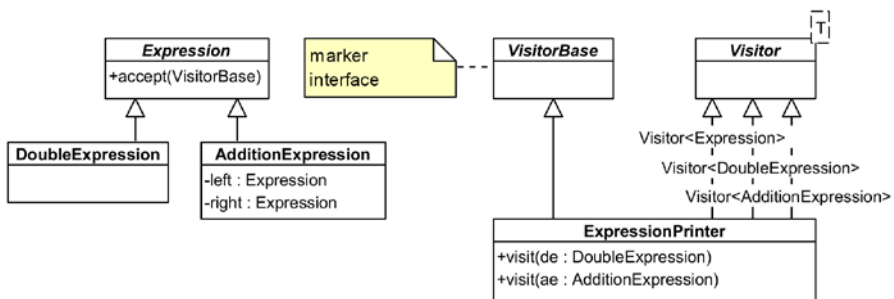 Expression
+accept(VisitorBase)
DoubleExpression
AdditionExpression
-left : Expression
-right : Expression
marker
interface
VisitorBase
Visitor
T
Visitor<Expression>
Visitor<DoubleExpression>
Visitor<AdditionExpression>
ExpressionPrinter
+visit(de : DoubleExpression)
+visit(ae : AdditionExpression)